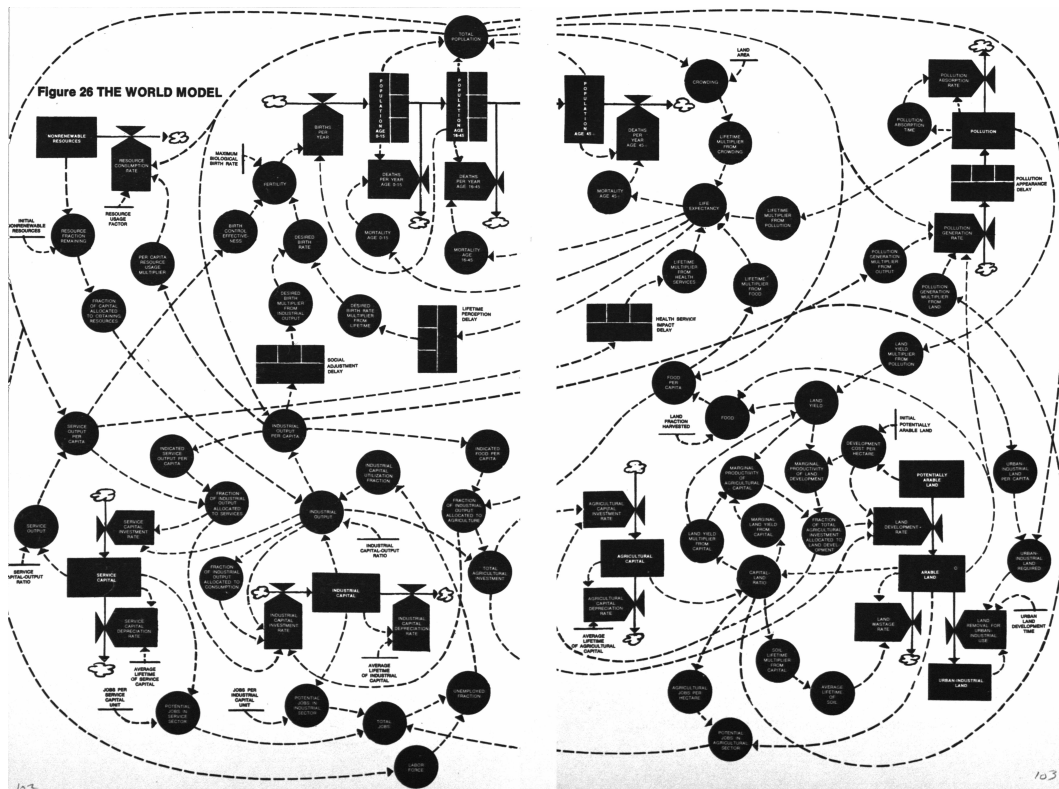 Figure 26 THE WORLD MODEL
TOTAL
POPULATION
NONRENEWABLE
RESOURCES
RESOURCE
CONSUMPTION
RATE
RESOURCE
USAGE
FACTOR
INITIAL
NONRENEWABLE
RESOURCES
RESOURCE
FRACTION
REMAINING
PER CAPITA
RESOURCE
USAGE
MULTIPLIER
FRACTION
OF CAPITAL
ALLOCATED
TO OBTAINING
RESOURCES
BIRTHS
PER
YEAR
POPULATION
AGE
0-15
POPULATION
AGE
16-45
MAXIMUM
BIOLOGICAL
BIRTH RATE
FERTILITY
DEATHS
PER YEAR
AGE 0-15
DEATHS
PER YEAR
AGE 16-45
BIRTH
CONTROL
EFFECTIVE-
NESS
DESIRED
BIRTH
RATE
MORTALITY
AGE 0-15
MORTALITY
AGE
16-45
DESIRED
BIRTH
MULTIPLIER
FROM
INDUSTRIAL
OUTPUT
DESIRED
BIRTH RATE
MULTIPLIER
FROM
LIFETIME
LIFETIME
PERCEPTION
DELAY
SOCIAL
ADJUSTMENT
DELAY
SERVICE
OUTPUT
PER
CAPITA
INDUSTRIAL
OUTPUT
PER CAPITA
INDICATED
SERVICE
OUTPUT PER
CAPITA
INDUSTRIAL
CAPITAL
UTILIZATION
FRACTION
INDICATED
FOOD PER
CAPITA
SERVICE
OUTPUT
SERVICE
CAPITAL
INVESTMENT
RATE
FRACTION
OF INDUSTRIAL
OUTPUT
ALLOCATED
TO SERVICES
INDUSTRIAL
OUTPUT
FRACTION OF
INDUSTRIAL
OUTPUT
ALLOCATED
TO
AGRICULTURE
SERVICE
CAPITAL-OUTPUT
RATIO
SERVICE
CAPITAL
FRACTION
OF INDUSTRIAL
OUTPUT
ALLOCATED TO
CONSUMPTION
INDUSTRIAL
CAPITAL-OUTPUT
RATIO
TOTAL
AGRICULTURAL
INVESTMENT
INDUSTRIAL
CAPITAL
SERVICE
CAPITAL
DEPRECIATION
RATE
INDUSTRIAL
CAPITAL
INVESTMENT
RATE
INDUSTRIAL
CAPITAL
DEPRECIATION
RATE
AVERAGE
LIFETIME
OF SERVICE
CAPITAL
AVERAGE
LIFETIME
OF INDUSTRIAL
CAPITAL
JOBS PER
SERVICE
CAPITAL
UNIT
POTENTIAL
JOBS IN
SERVICE
SECTOR
JOBS PER
INDUSTRIAL
CAPITAL
UNIT
POTENTIAL
JOBS IN
INDUSTRIAL
SECTOR
TOTAL
JOBS
UNEMPLOYED
FRACTION
LABOR
FORCE
LAND
AREA
CROWDING
POPULATION
AGE 45+
DEATHS
PER YEAR
AGE 45+
LIFETIME
MULTIPLIER
FROM
CROWDING
POLLUTION
ABSORPTION
RATE
POLLUTION
ABSORPTION
TIME
POLLUTION
POLLUTION
APPEARANCE
DELAY
MORTALITY
AGE 45+
LIFE
EXPECTANCY
LIFETIME
MULTIPLIER
FROM
POLLUTION
POLLUTION
GENERATION
RATE
POLLUTION
GENERATION
MULTIPLIER
FROM
OUTPUT
POLLUTION
GENERATION
MULTIPLIER
FROM
LAND
LIFETIME
MULTIPLIER
FROM
HEALTH
SERVICES
LIFETIME
MULTIPLIER
FROM
FOOD
HEALTH SERVICE
IMPACT
DELAY
LAND
YIELD
MULTIPLIER
FROM
POLLUTION
FOOD
PER
CAPITA
LAND
FRACTION
HARVESTED
FOOD
LAND
YIELD
INITIAL
POTENTIALLY
ARABLE LAND
DEVELOPMENT
COST PER
HECTARE
MARGINAL
PRODUCTIVITY
OF
AGRICULTURAL
CAPITAL
MARGINAL
PRODUCTIVITY
OF LAND
DEVELOPMENT
POTENTIALLY
ARABLE
LAND
URBAN-
INDUSTRIAL
LAND
PER CAPITA
AGRICULTURAL
CAPITAL
INVESTMENT
RATE
LAND YIELD
MULTIPLIER
FROM
CAPITAL
MARGINAL
LAND YIELD
FROM
CAPITAL
FRACTION
OF TOTAL
AGRICULTURAL
INVESTMENT
ALLOCATED TO
LAND DEVEL-
OPMENT
LAND
DEVELOPMENT
RATE
AGRICULTURAL
CAPITAL
CAPITAL
LAND
RATIO
ARABLE
LAND
URBAN-
INDUSTRIAL
LAND
REQUIRED
AGRICULTURAL
CAPITAL
DEPRECIATION
RATE
AVERAGE LIFETIME
OF AGRICULTURAL
CAPITAL
LAND
WASTAGE
RATE
LAND
REMOVAL FOR
URBAN-
INDUSTRIAL
USE
URBAN
LAND
DEVELOPMENT
TIME
SOIL
LIFETIME
MULTIPLIER
FROM
CAPITAL
AVERAGE
LIFETIME
OF
SOIL
URBAN-INDUSTRIAL
LAND
AGRICULTURAL
JOBS PER
HECTARE
POTENTIAL
JOBS IN
AGRICULTURAL
SECTOR
103